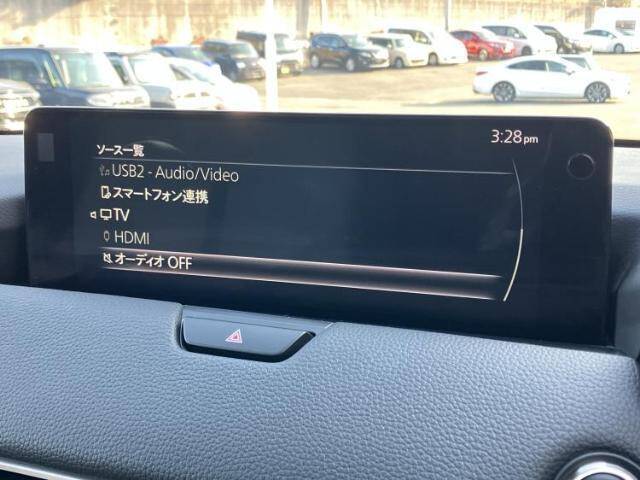 3:28pm
ソース一覧
USB2 - Audio/Video
スマートフォン連携
TV
HDMI
オーディオ OFF